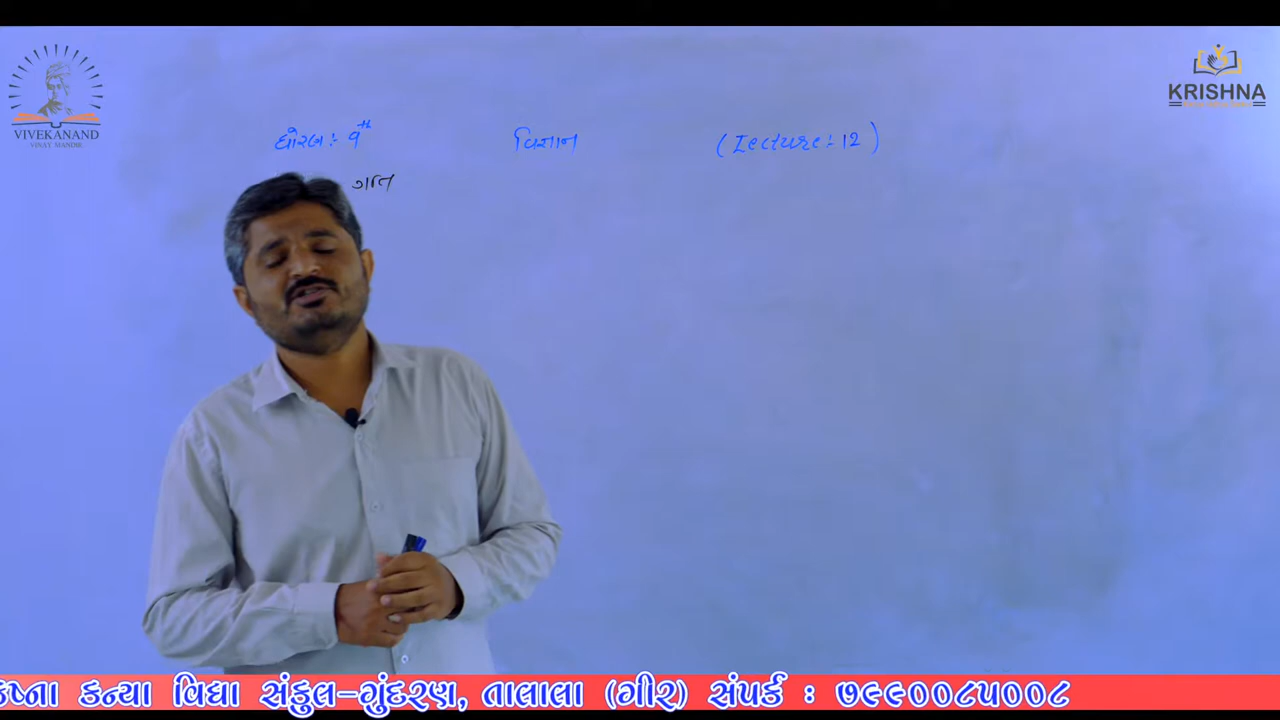 VIVEKANAND
VINAY MANDIR
KRISHNA
ધોરણ : 9th વિજ્ઞાન (Lecture : 12)
ગતિ
ક્રિષ્ના કન્યા વિદ્યા સંકુલ-ગુંદરણ, તાલાલા (ગીર) સંપર્ક : ૭૯૯૦૦૮૫૦૦૮